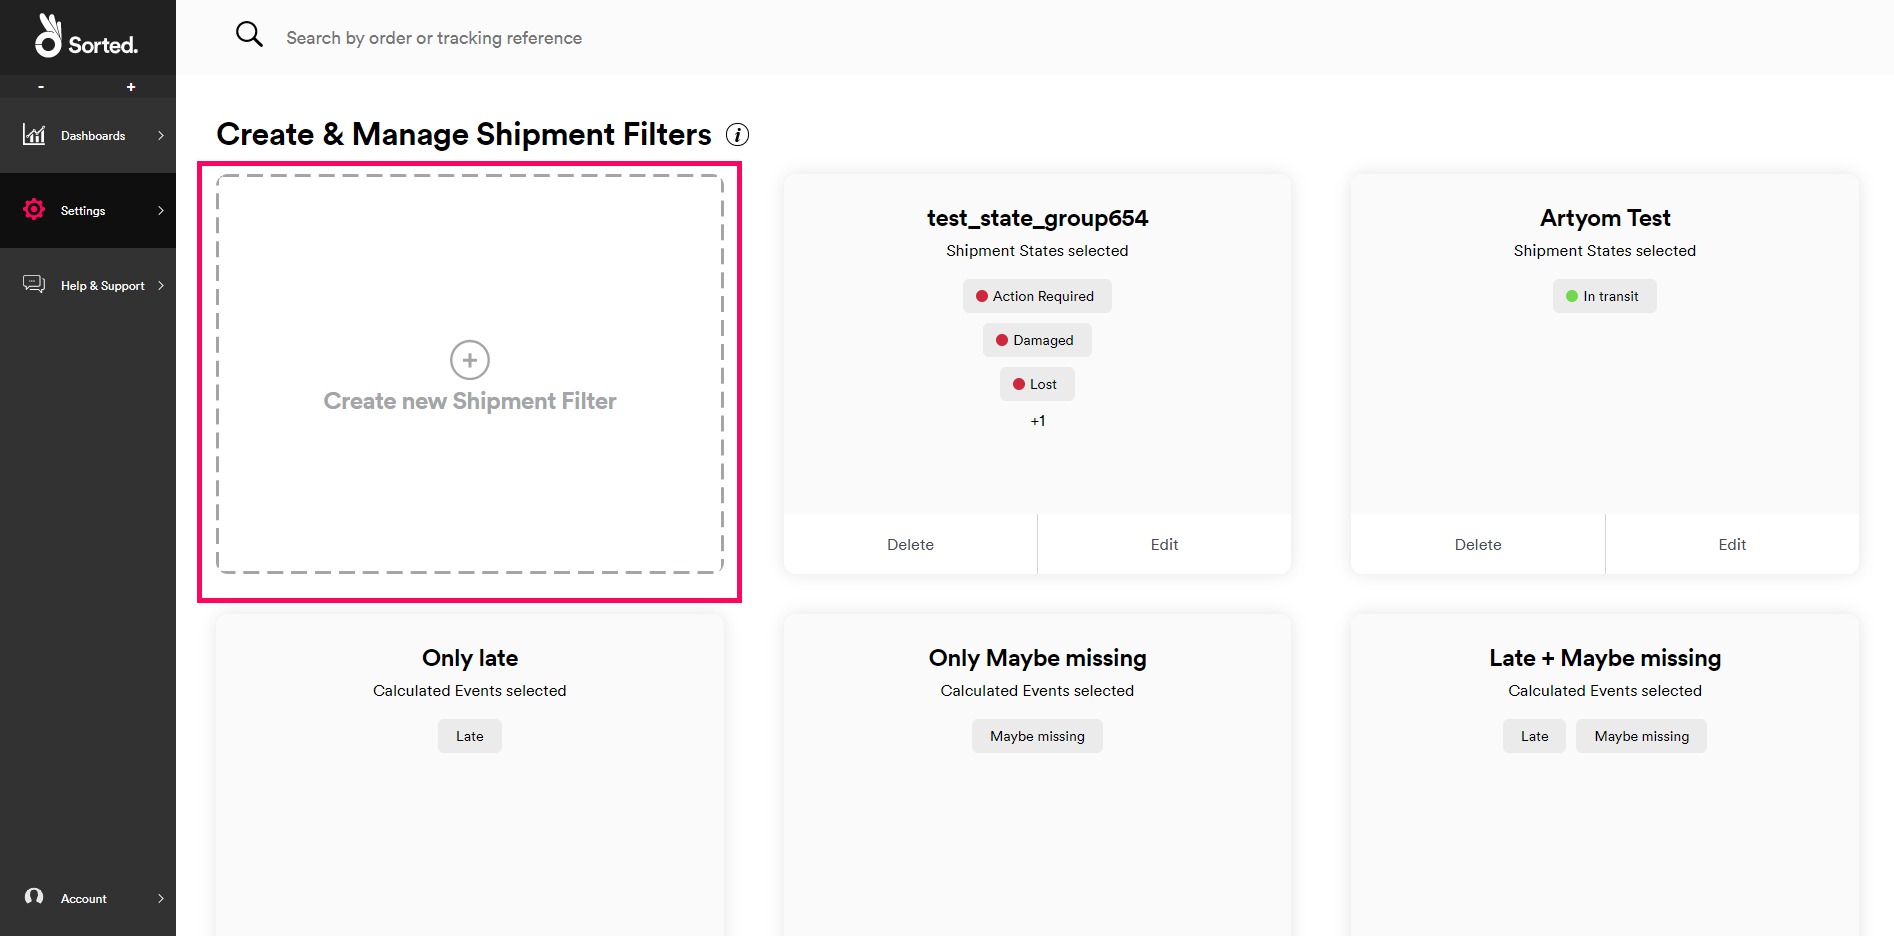 Sorted.
Search by order or tracking reference
- +
Dashboards
Settings
Help & Support
Account
Create & Manage Shipment Filters i
Create new Shipment Filter
test_state_group654
Shipment States selected
Action Required
Damaged
Lost
+1
Delete Edit
Artyom Test
Shipment States selected
In transit
Delete Edit
Only late
Calculated Events selected
Late
Only Maybe missing
Calculated Events selected
Maybe missing
Late + Maybe missing
Calculated Events selected
Late Maybe missing